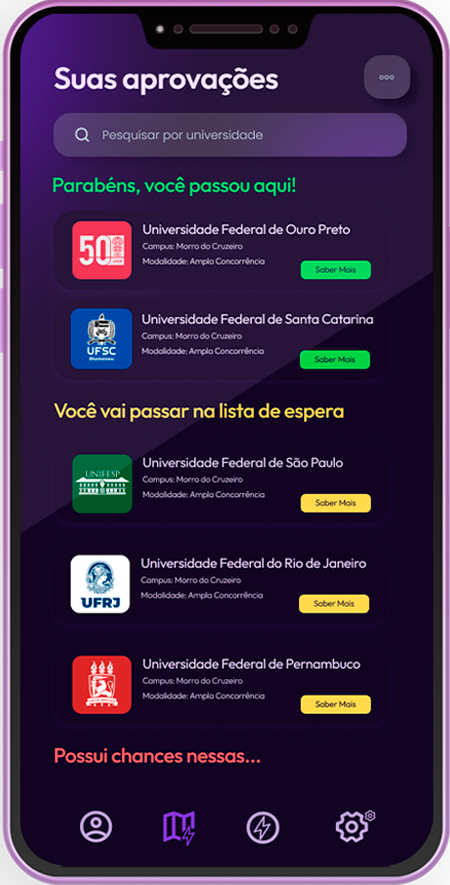 Suas aprovações
Pesquisar por universidade
Parabéns, você passou aqui!
50
Universidade Federal de Ouro Preto
Campus: Morro do Cruzeiro
Modalidade: Ampla Concorrência
Saber Mais
UFSC
Blumenau
Universidade Federal de Santa Catarina
Campus: Morro do Cruzeiro
Modalidade: Ampla Concorrência
Saber Mais
Você vai passar na lista de espera
UNIFESP
Universidade Federal de São Paulo
Campus: Morro do Cruzeiro
Modalidade: Ampla Concorrência
Saber Mais
UFRJ
Universidade Federal do Rio de Janeiro
Campus: Morro do Cruzeiro
Modalidade: Ampla Concorrência
Saber Mais
Universidade Federal de Pernambuco
Campus: Morro do Cruzeiro
Modalidade: Ampla Concorrência
Saber Mais
Possui chances nessas...